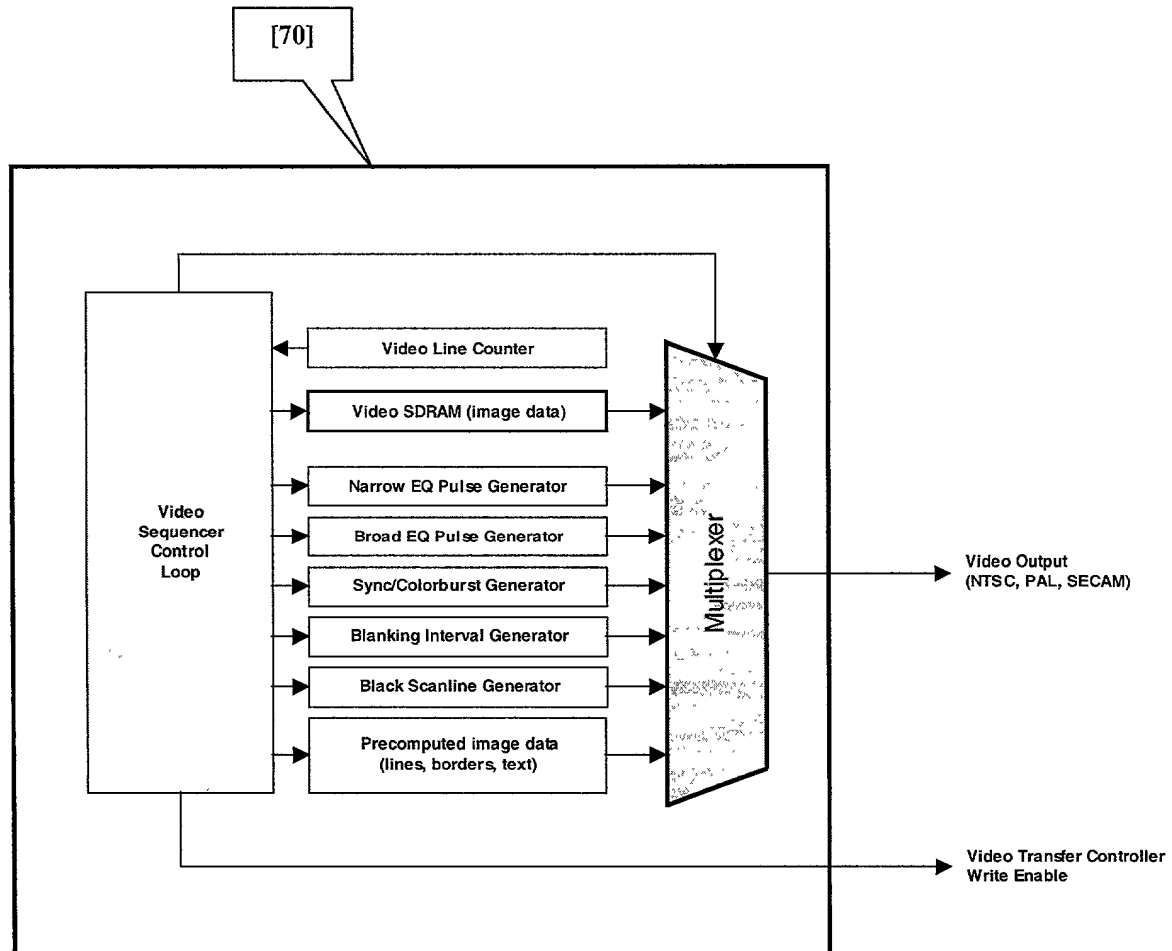 [70]
Video
Sequencer
Control
Loop
Video Line Counter
Video SDRAM (image data)
Narrow EQ Pulse Generator
Broad EQ Pulse Generator
Sync/Colorburst Generator
Blanking Interval Generator
Black Scanline Generator
Precomputed image data
(lines, borders, text)
Multiplexer
Video Output
(NTSC, PAL, SECAM)
Video Transfer Controller
Write Enable